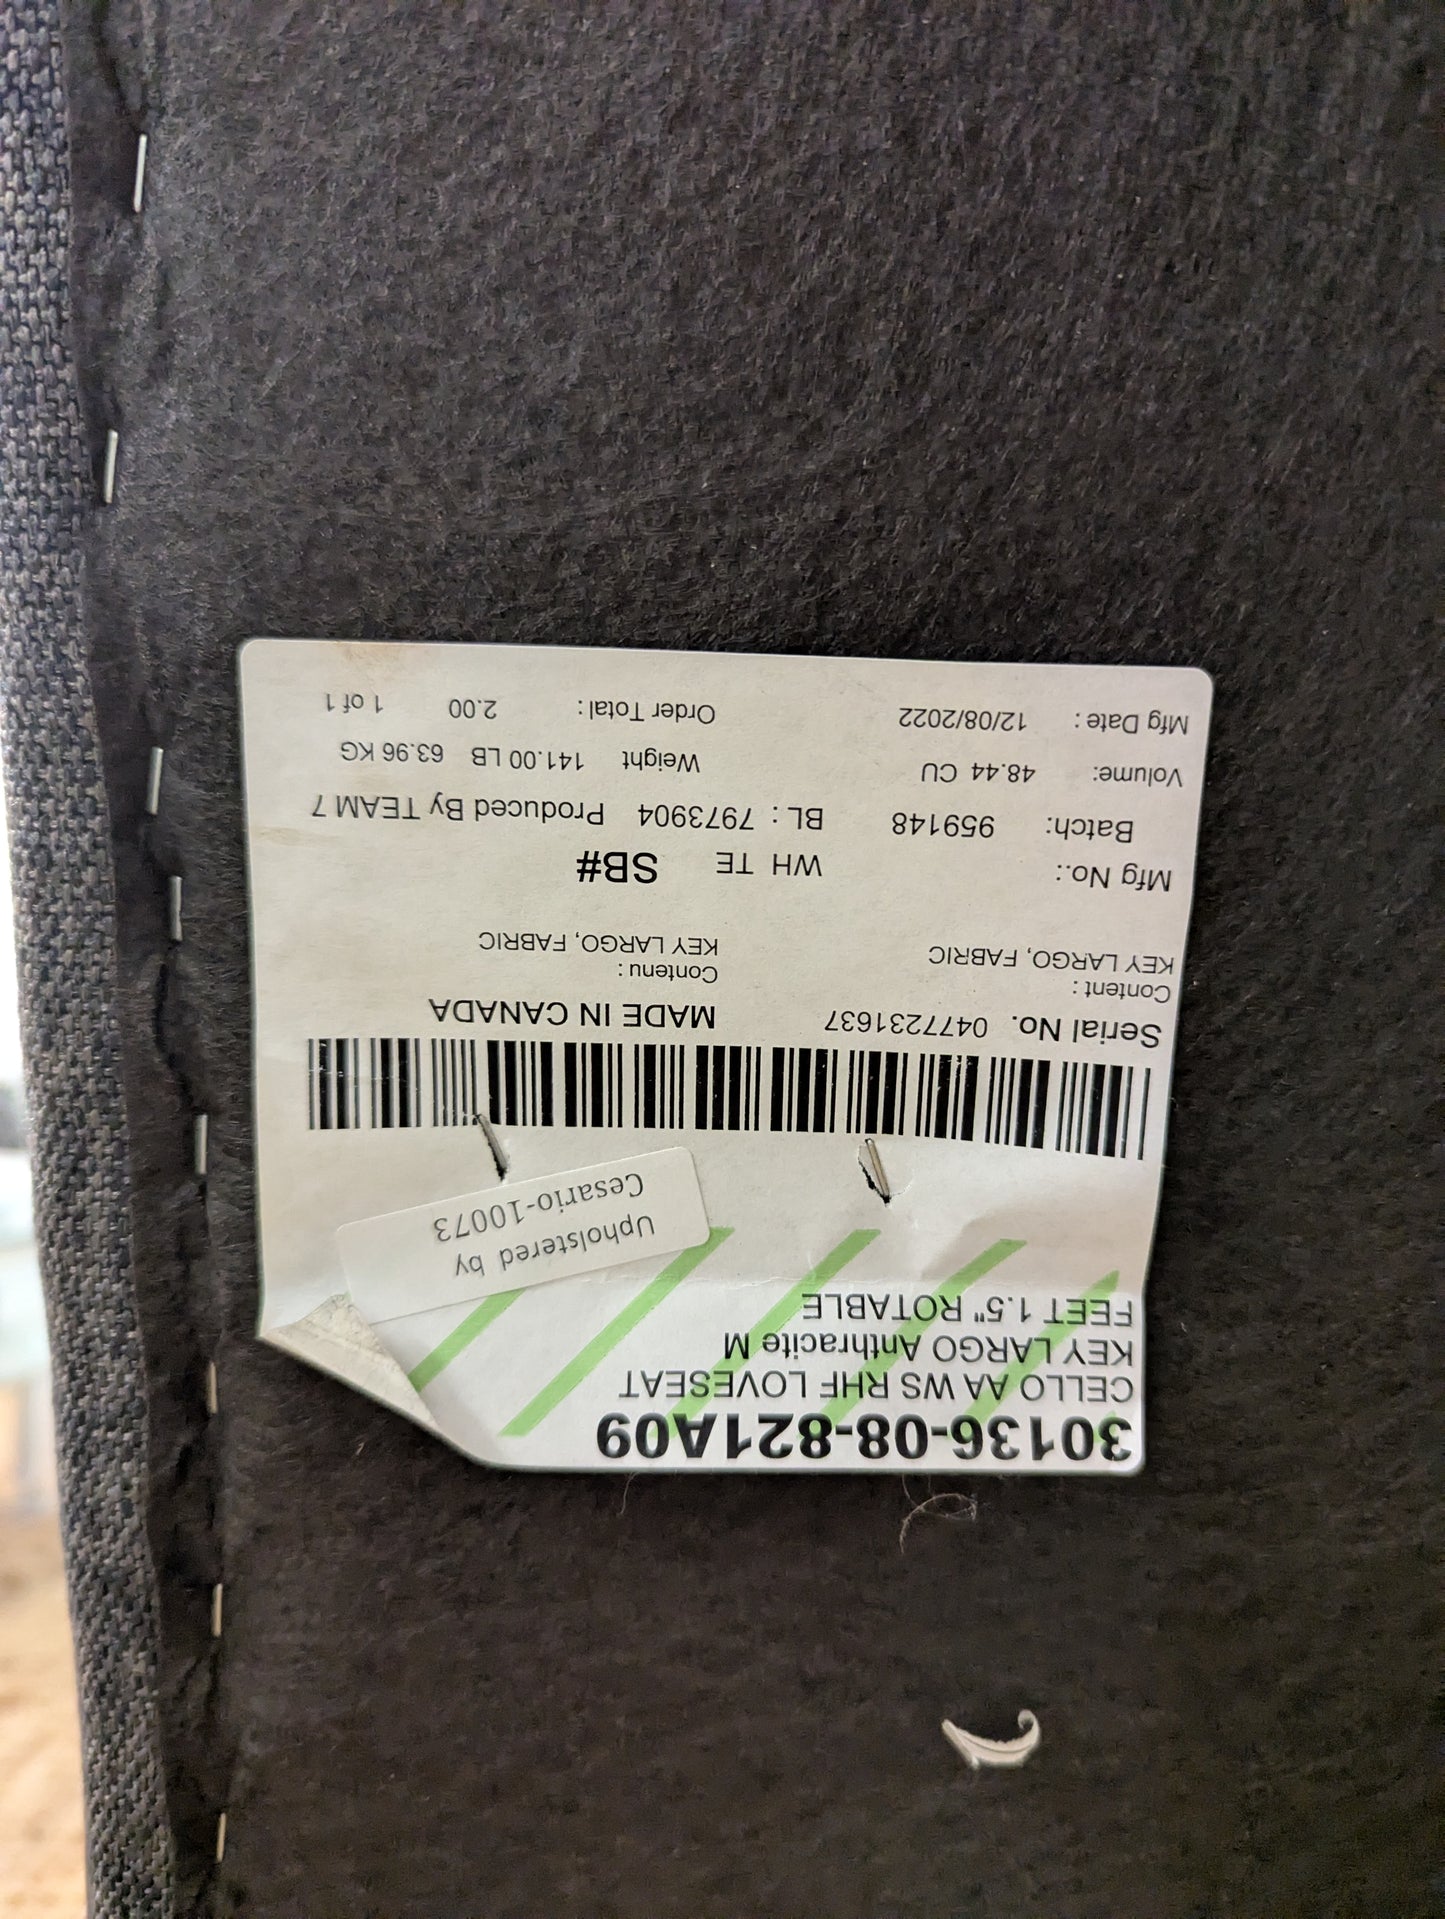 30136-08-821A09
CELLO AA WS RHF LOVESEAT
KEY LARGO Anthracite M
FEET 1.5" ROTABLE
Upholstered by
Cesario-10073
Serial No. 0477231637 MADE IN CANADA
Content : Contenu :
KEY LARGO, FABRIC KEY LARGO, FABRIC
Mfg No.: WH TE SB#
Batch: 959148 BL : 7973904 Produced By TEAM 7
Volume: 48.44 CU Weight 141.00 LB 63.96 KG
Mfg Date : 12/08/2022 Order Total : 2.00 1 of 1